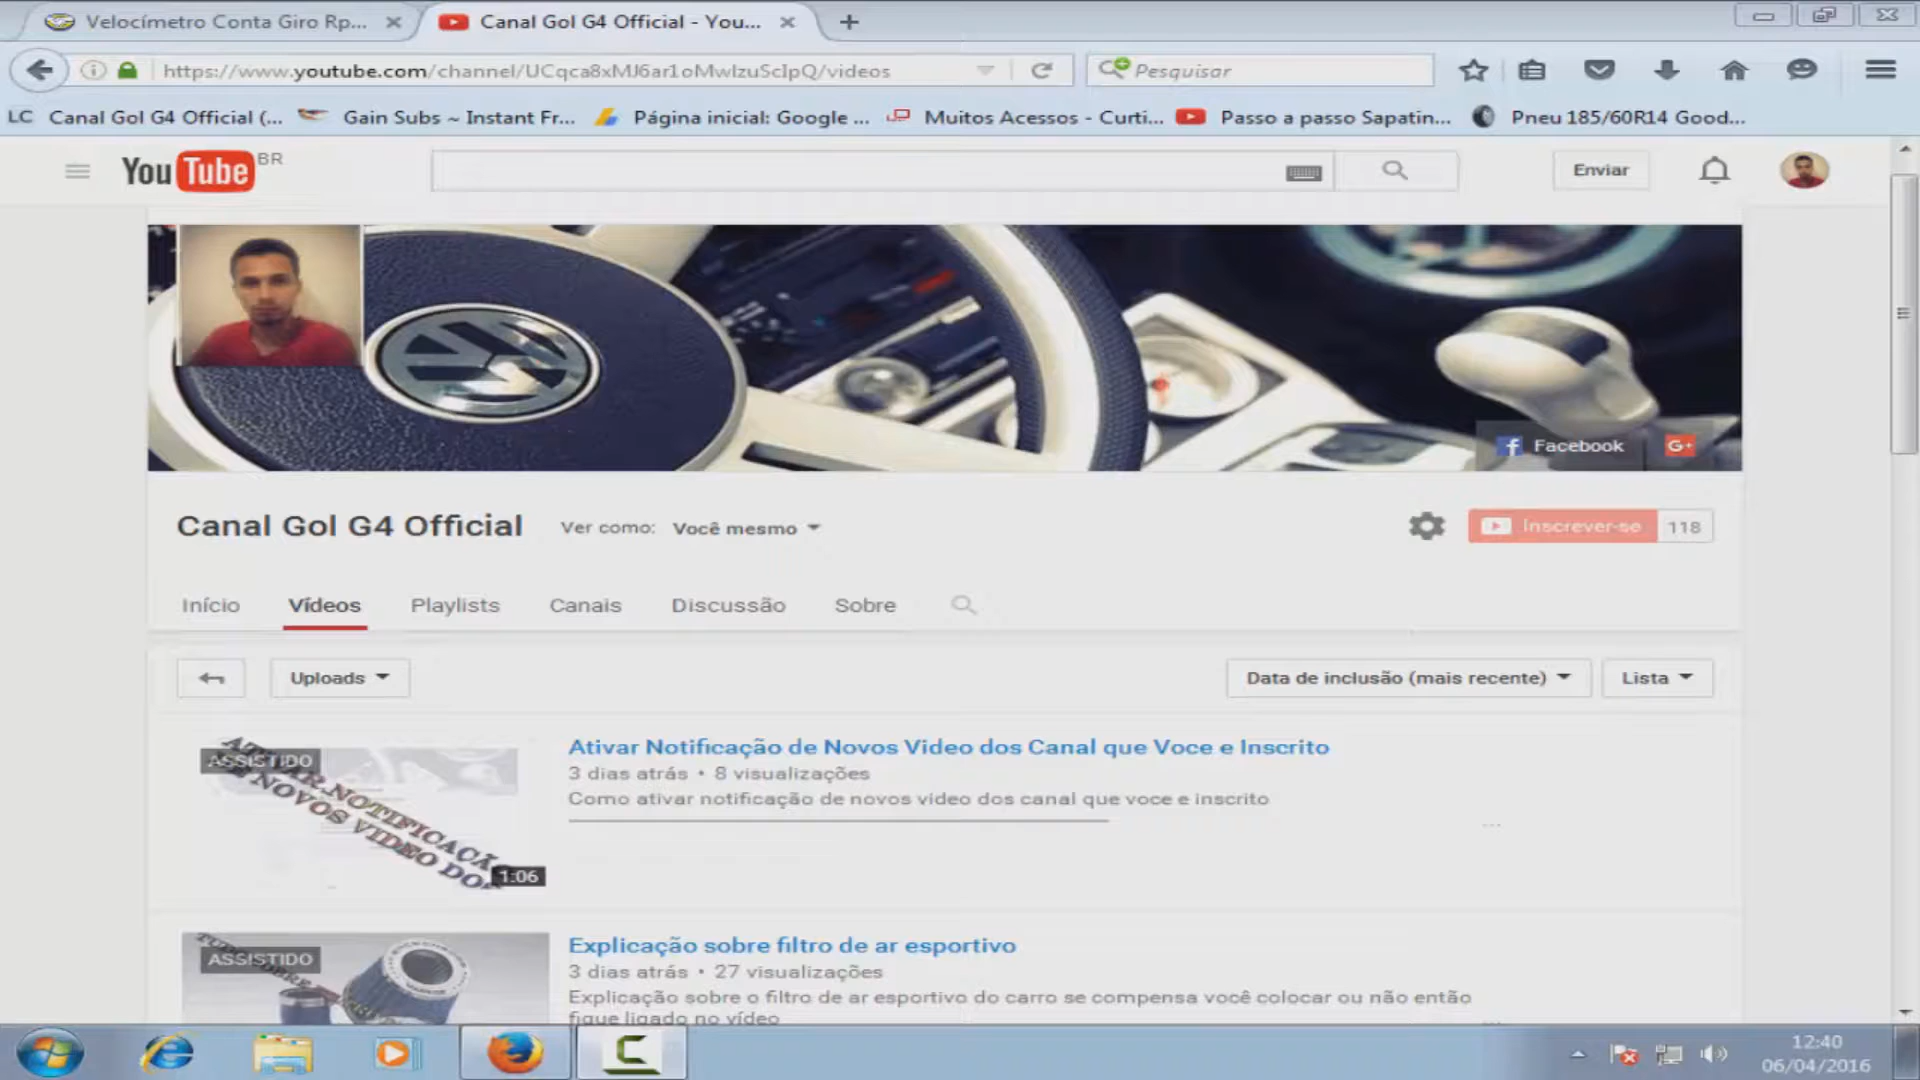 Velocímetro Conta Giro Rp...
Canal Gol G4 Official - You...
https://www.youtube.com/channel/UCqca8xMJ6ar1oMwIzuScIpQ/videos
Pesquisar
LC Canal Gol G4 Official (...
Gain Subs ~ Instant Fr...
Página inicial: Google ...
Muitos Acessos - Curti...
Passo a passo Sapatin...
Pneu 185/60R14 Good...
YouTube BR
Enviar
Facebook
G+
Canal Gol G4 Official
Ver como: Você mesmo
Inscrever-se 118
Início
Vídeos
Playlists
Canais
Discussão
Sobre
Uploads
Data de inclusão (mais recente)
Lista
ASSISTIDO
NOVOS VIDEO DOS
1:06
Ativar Notificação de Novos Video dos Canal que Voce e Inscrito
3 dias atrás • 8 visualizações
Como ativar notificação de novos video dos canal que voce e inscrito
...
ASSISTIDO
Explicação sobre filtro de ar esportivo
3 dias atrás • 27 visualizações
Explicação sobre o filtro de ar esportivo do carro se compensa você colocar ou não então
fique ligado no vídeo
12:40
06/04/2016